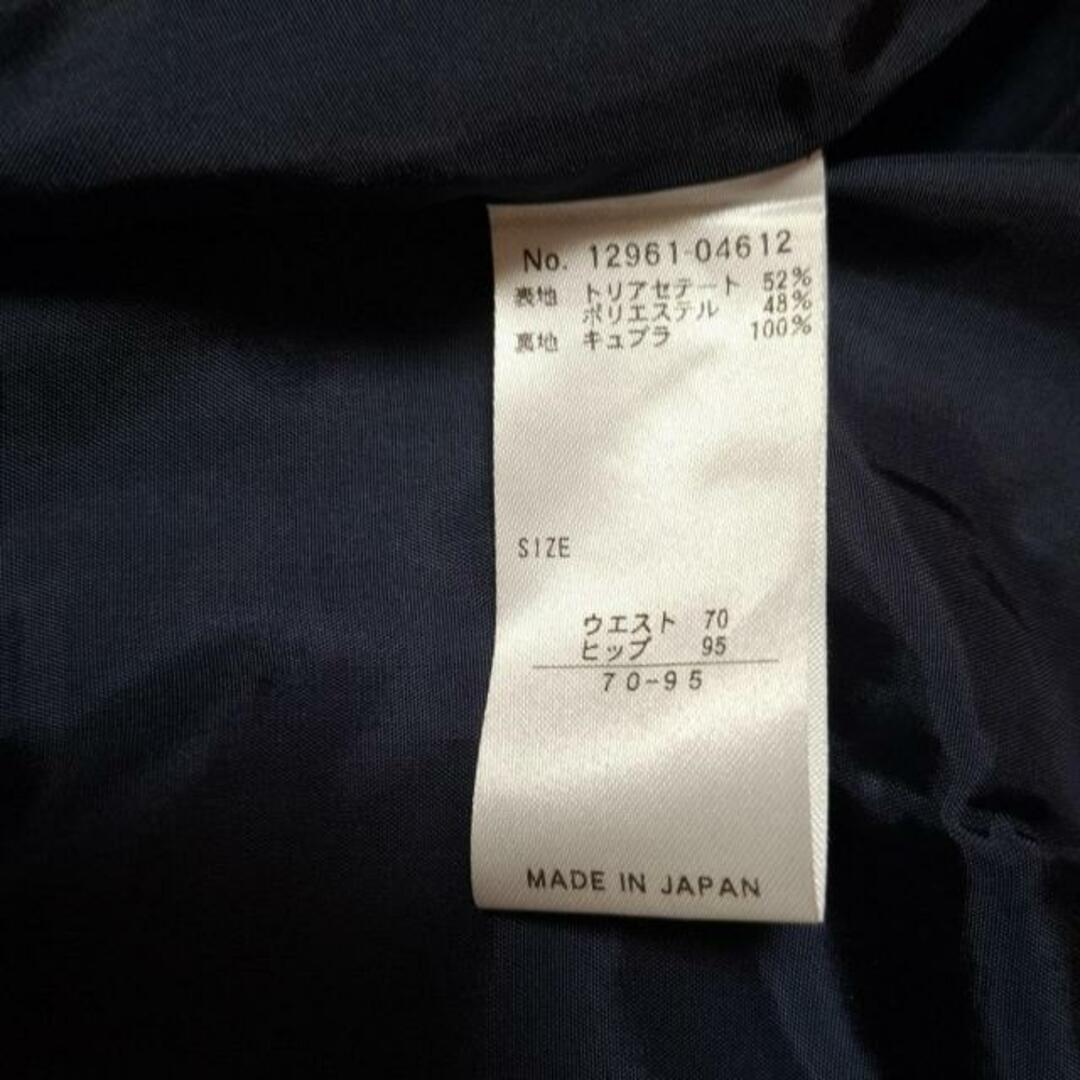 No. 12961-04612
表地 トリアセテート 52%
ポリエステル 48%
裏地 キュプラ 100%
SIZE
ウエスト 70
ヒップ 95
70-95
MADE IN JAPAN